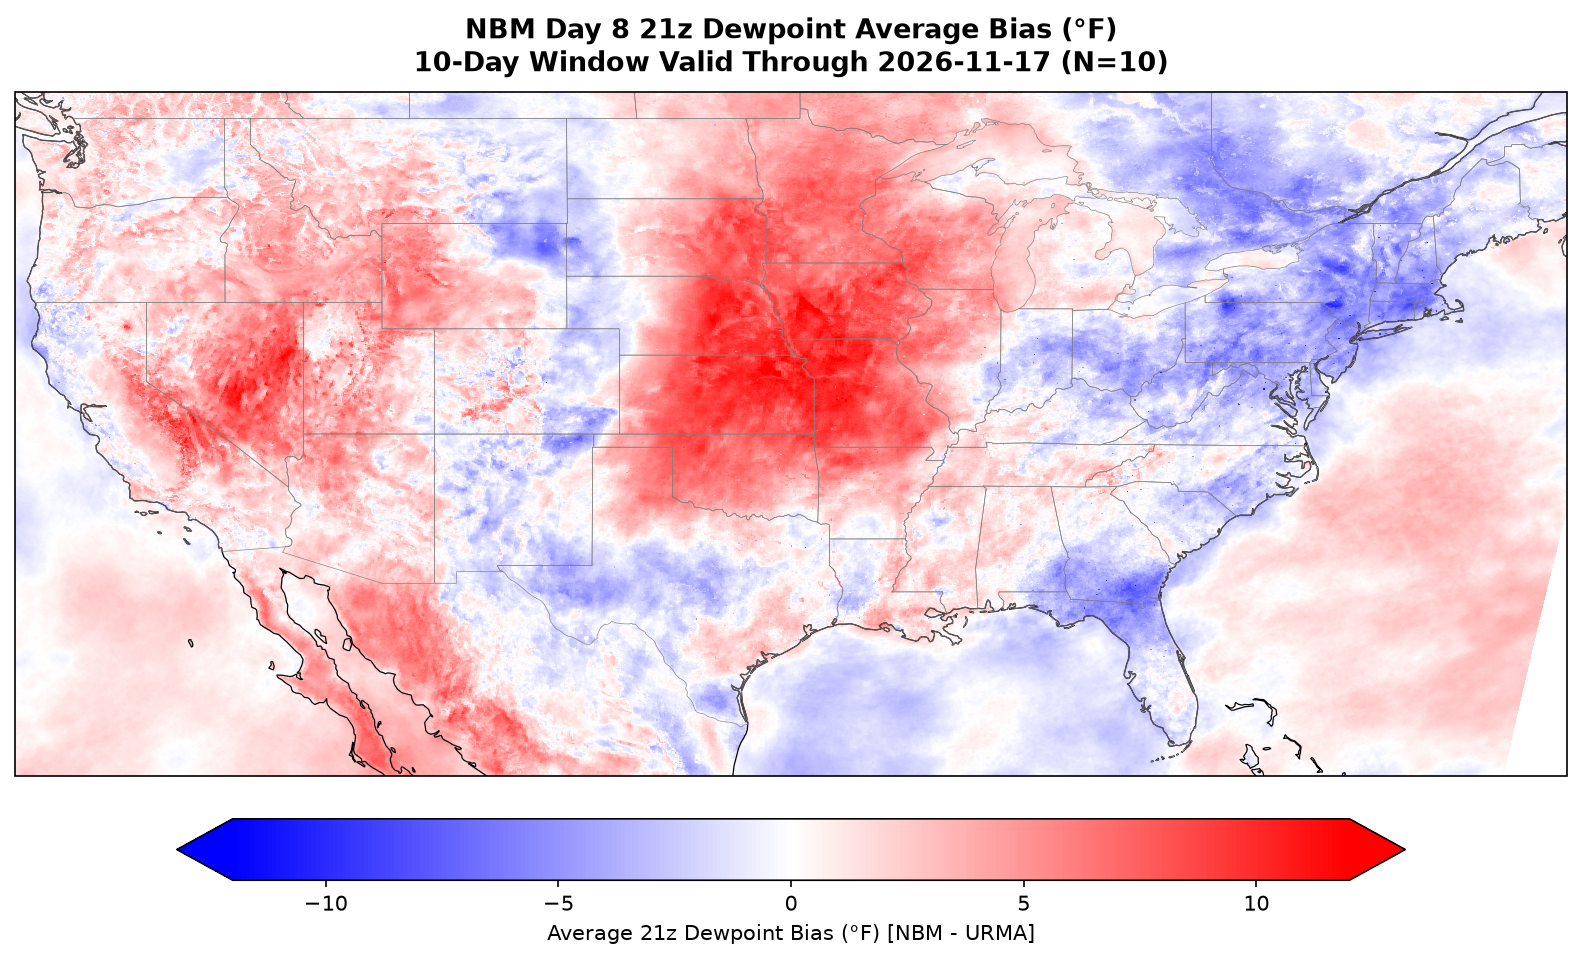 NBM Day 8 21z Dewpoint Average Bias (°F)
10-Day Window Valid Through 2026-11-17 (N=10)
−10 −5 0 5 10
Average 21z Dewpoint Bias (°F) [NBM - URMA]